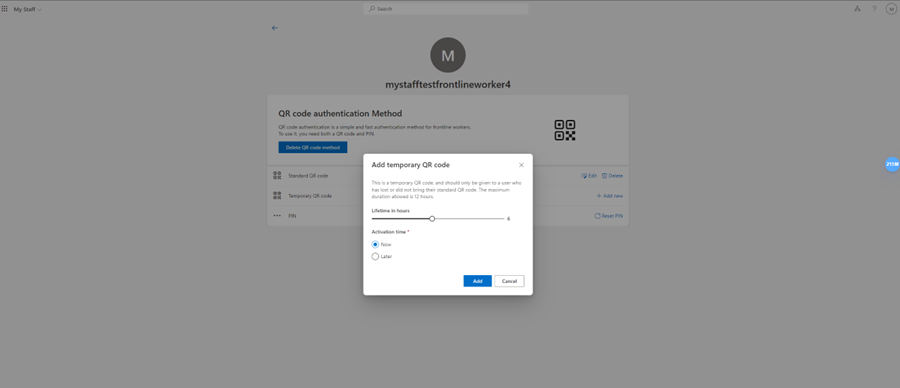 My Staff
Search
?
M
mystafftestfrontlineworker4
QR code authentication Method
QR code authentication is a simple and fast authentication method for frontline workers.
To use it, you need both a QR code and PIN.
Delete QR code method
Add temporary QR code
This is a temporary QR code, and should only be given to a user who
has lost or did not bring their standard QR code. The maximum
duration allowed is 12 hours.
Standard QR code
Edit Delete
Temporary QR code
+ Add new
Lifetime in hours
6
PIN
Reset PIN
Activation time *
Now
Later
Add
Cancel